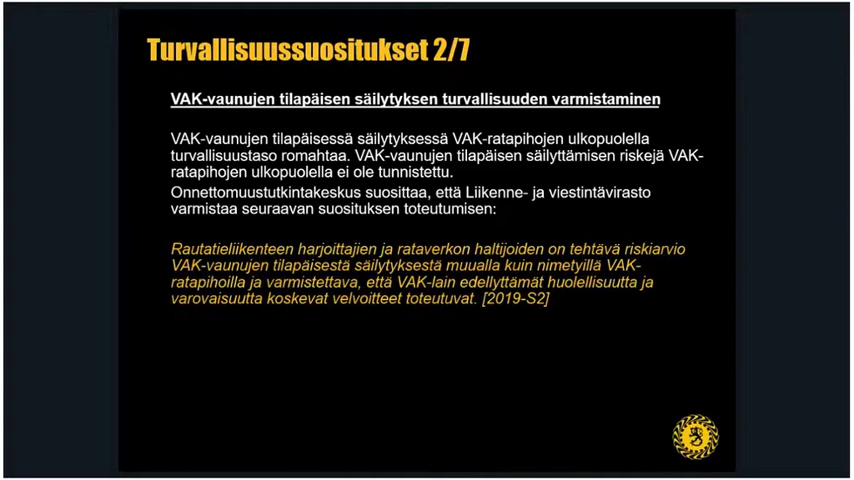 Turvallisuussuositukset 2/7
VAK-vaunujen tilapäisen säilytyksen turvallisuuden varmistaminen
VAK-vaunujen tilapäisessä säilytyksessä VAK-ratapihojen ulkopuolella
turvallisuustaso romahtaa. VAK-vaunujen tilapäisen säilyttämisen riskejä VAK-
ratapihojen ulkopuolella ei ole tunnistettu.
Onnettomuustutkintakeskus suosittaa, että Liikenne- ja viestintävirasto
varmistaa seuraavan suosituksen toteutumisen:
Rautatieliikenteen harjoittajien ja rataverkon haltijoiden on tehtävä riskiarvio
VAK-vaunujen tilapäisestä säilytyksestä muualla kuin nimetyillä VAK-
ratapihoilla ja varmistettava, että VAK-lain edellyttämät huolellisuutta ja
varovaisuutta koskevat velvoitteet toteutuvat. [2019-S2]